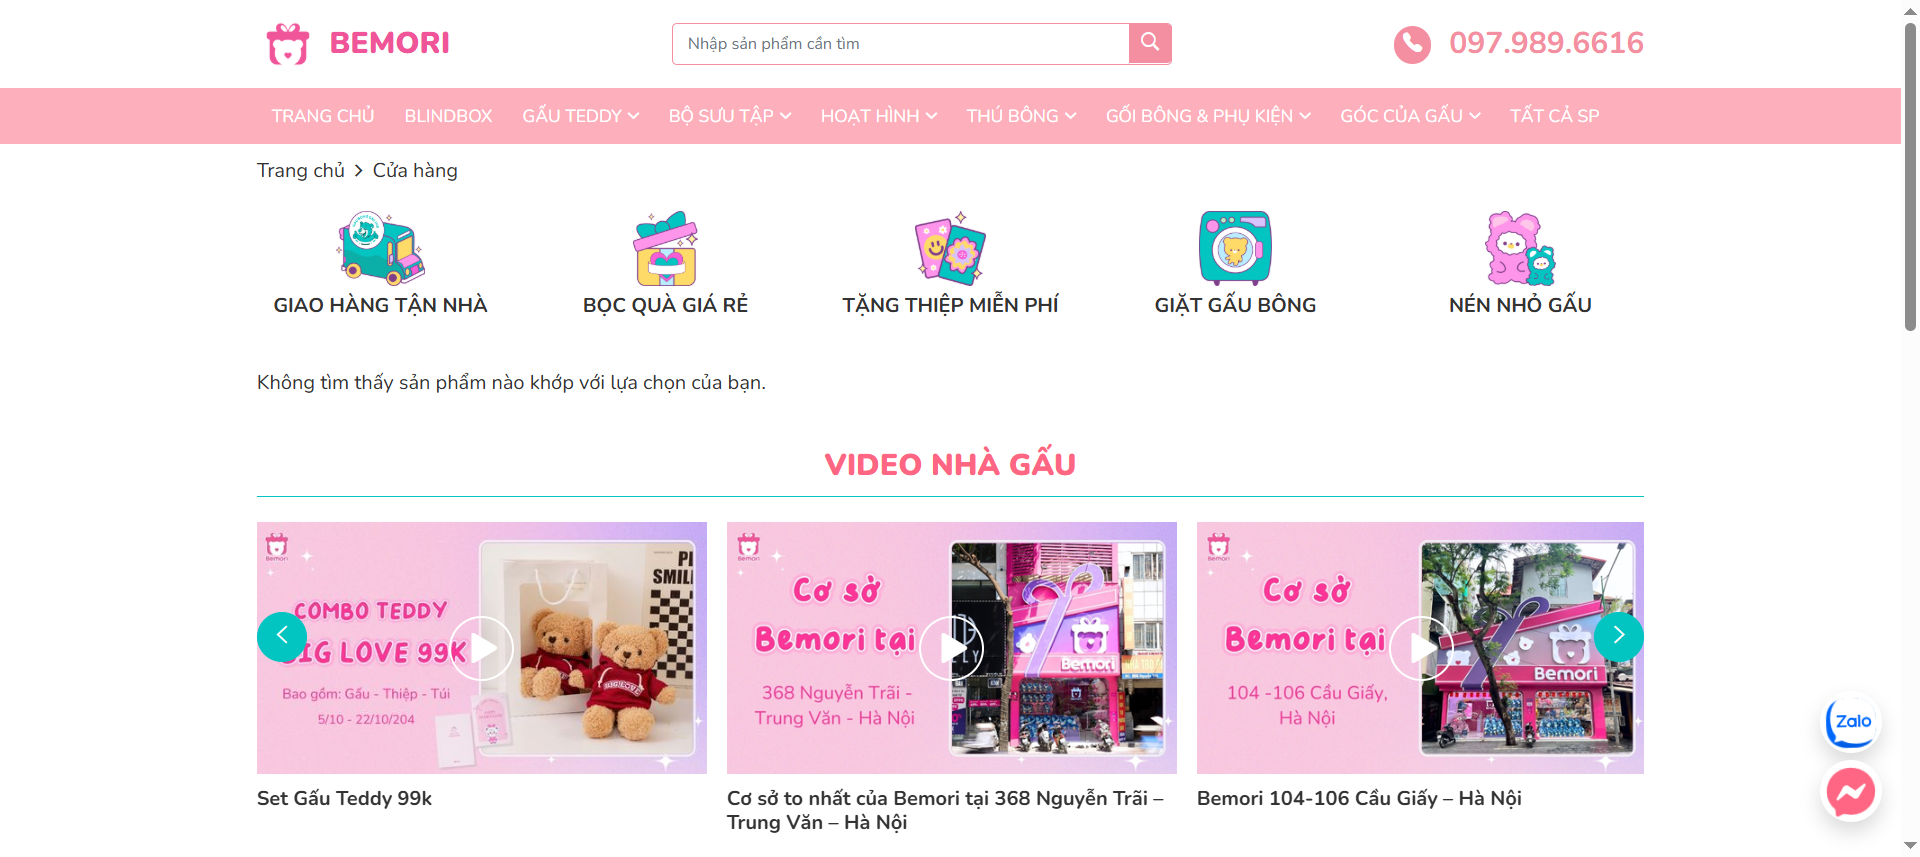 BEMORI
Nhập sản phẩm cần tìm
097.989.6616
TRANG CHỦ BLINDBOX GẤU TEDDY BỘ SƯU TẬP HOẠT HÌNH THÚ BÔNG GỐI BÔNG & PHỤ KIỆN GÓC CỦA GẤU TẤT CẢ SP
Trang chủ > Cửa hàng
GIAO HÀNG TẬN NHÀ
BỌC QUÀ GIÁ RẺ
TẶNG THIỆP MIỄN PHÍ
GIẶT GẤU BÔNG
NÉN NHỎ GẤU
Không tìm thấy sản phẩm nào khớp với lựa chọn của bạn.
VIDEO NHÀ GẤU
Bemori
COMBO TEDDY
BIG LOVE 99K
Bao gồm: Gấu - Thiệp - Túi
5/10 - 22/10/204
Set Gấu Teddy 99k
Bemori
Cơ sở
Bemori tại
368 Nguyễn Trãi -
Trung Văn - Hà Nội
Bemori
Cơ sở to nhất của Bemori tại 368 Nguyễn Trãi –
Trung Văn – Hà Nội
Bemori
Cơ sở
Bemori tại
104 -106 Cầu Giấy,
Hà Nội
Bemori
Bemori 104-106 Cầu Giấy – Hà Nội
Zalo